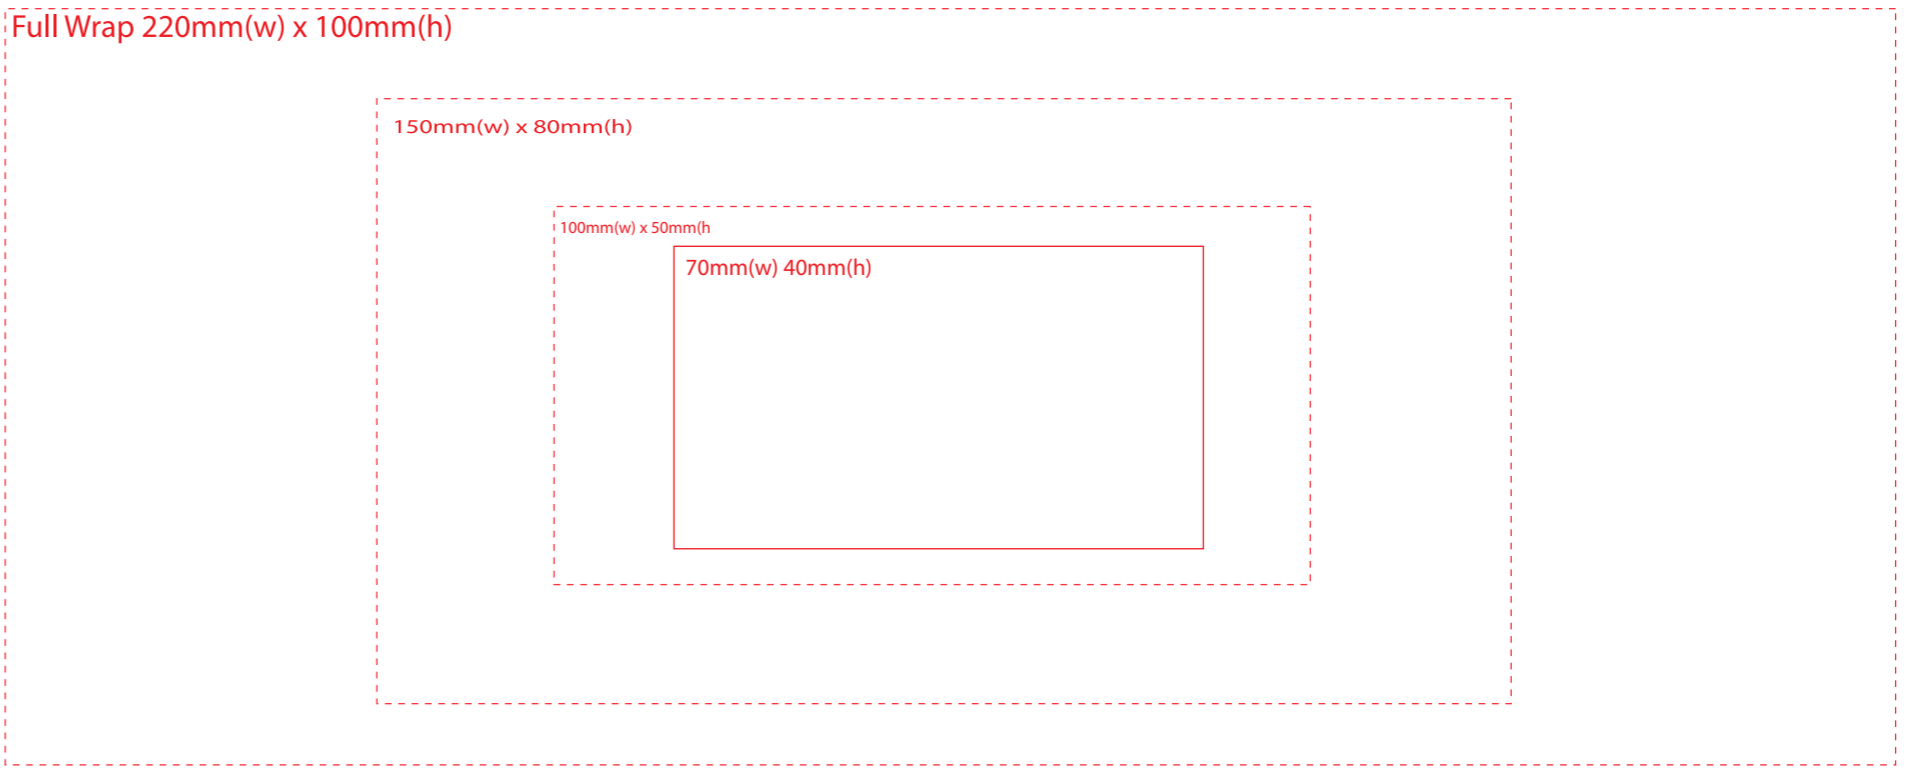 Full Wrap 220mm(w) x 100mm(h)
150mm(w) x 80mm(h)
100mm(w) x 50mm(h
70mm(w) 40mm(h)